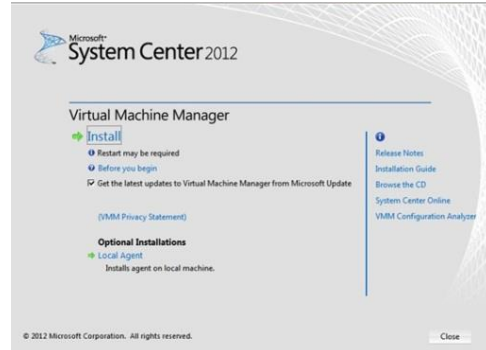 Microsoft
System Center 2012
Virtual Machine Manager
Install
Restart may be required
Before you begin
Get the latest updates to Virtual Machine Manager from Microsoft Update
(VMM Privacy Statement)
Optional Installations
Local Agent
Installs agent on local machine.
Release Notes
Installation Guide
Browse the CD
System Center Online
VMM Configuration Analyzer
© 2012 Microsoft Corporation. All rights reserved.
Close